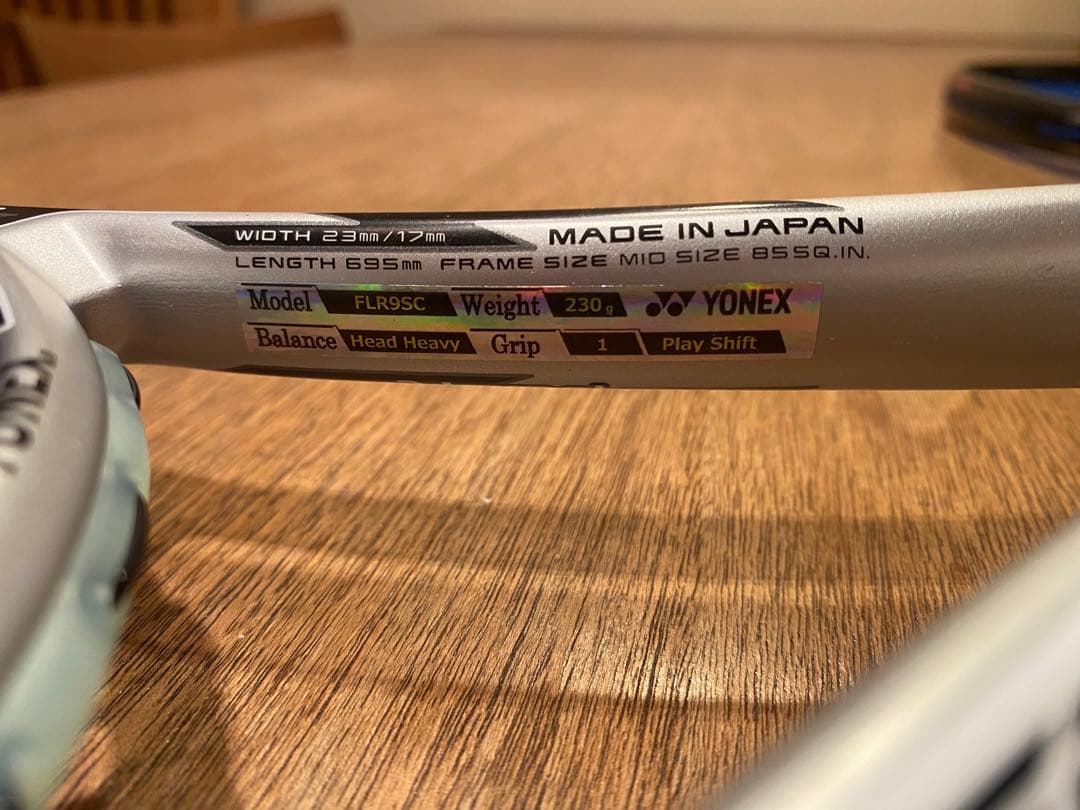 WIDTH 23mm/17mm MADE IN JAPAN
LENGTH 695mm FRAME SIZE MID SIZE 85SQ.IN.
Model FLR9SC Weight 230g YONEX
Balance Head Heavy Grip 1 Play Shift
YONEX